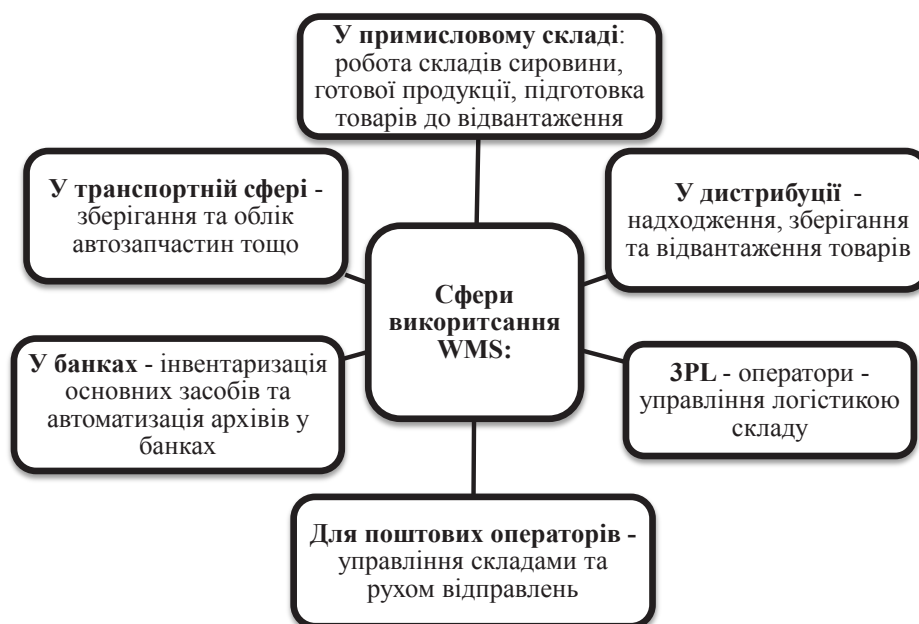 У примисловому складі:
робота складів сировини,
готової продукції, підготовка
товарів до відвантаження
У транспортній сфері -
зберігання та облік
автозапчастин тощо
У дистрибуції -
надходження, зберігання
та відвантаження товарів
Сфери
викоритсання
WMS:
У банках - інвентаризація
основних засобів та
автоматизація архівів у
банках
3PL - оператори -
управління логістикою
складу
Для поштових операторів -
управління складами та
рухом відправлень